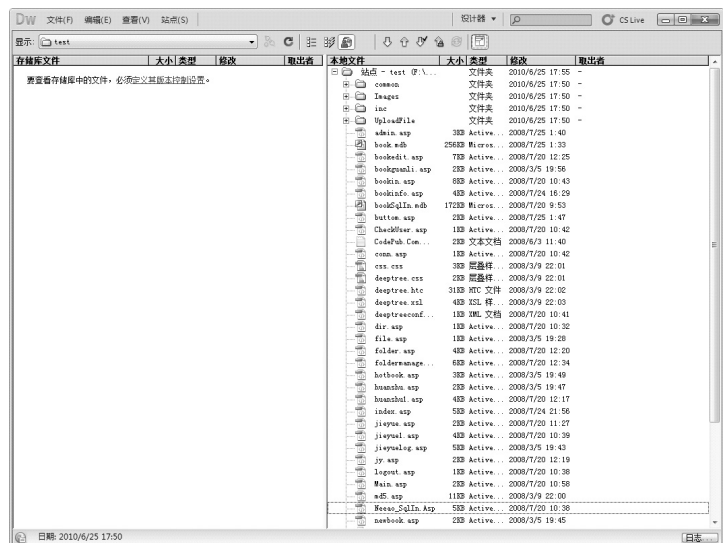 DW 文件(F) 编辑(E) 查看(V) 站点(S) 设计器 CS Live
显示: test
存储库文件 大小 类型 修改 取出者 本地文件 大小 类型 修改 取出者
要查看存储库中的文件，必须定义其版本控制设置。
站点 - test (F:\... 文件夹 2010/6/25 17:55 -
common 文件夹 2010/6/25 17:50 -
Images 文件夹 2010/6/25 17:50 -
inc 文件夹 2010/6/25 17:50 -
UploadFile 文件夹 2010/6/25 17:50 -
admin.asp 3KB Active... 2008/7/25 1:40
book.mdb 256KB Micros... 2008/7/25 1:33
bookedit.asp 7KB Active... 2008/7/20 12:25
bookguanli.asp 2KB Active... 2008/3/5 19:56
bookin.asp 8KB Active... 2008/7/20 10:43
bookinfo.asp 4KB Active... 2008/7/24 16:29
bookSqlIn.mdb 172KB Micros... 2008/7/20 9:53
buttom.asp 2KB Active... 2008/7/25 1:47
CheckUser.asp 1KB Active... 2008/7/20 10:42
CodePub.Com... 2KB 文本文档 2008/6/3 11:40
conn.asp 1KB Active... 2008/7/20 10:42
css.css 3KB 层叠样... 2008/3/9 22:01
deeptree.css 2KB 层叠样... 2008/3/9 22:01
deeptree.htc 31KB HTC 文件 2008/3/9 22:02
deeptree.xsl 4KB XSL 样... 2008/3/9 22:03
deeptreeconf... 1KB XML 文档 2008/7/20 10:41
dir.asp 1KB Active... 2008/7/20 10:32
file.asp 1KB Active... 2008/3/5 19:28
folder.asp 4KB Active... 2008/7/20 12:20
foldermanage... 6KB Active... 2008/7/20 12:34
hotbook.asp 3KB Active... 2008/3/5 19:49
huanshu.asp 2KB Active... 2008/3/5 19:47
huanshu1.asp 4KB Active... 2008/7/20 12:17
index.asp 5KB Active... 2008/7/24 21:56
jieyue.asp 2KB Active... 2008/7/20 11:27
jieyue1.asp 4KB Active... 2008/7/20 10:39
jieyuelog.asp 5KB Active... 2008/3/5 19:43
jy.asp 2KB Active... 2008/7/20 12:19
logout.asp 1KB Active... 2008/7/20 10:38
Main.asp 2KB Active... 2008/7/20 10:58
md5.asp 11KB Active... 2008/3/9 22:00
Neeao_SqlIn.Asp 5KB Active... 2008/7/20 10:38
newbook.asp 2KB Active... 2008/3/5 19:45
日期: 2010/6/25 17:50 日志...